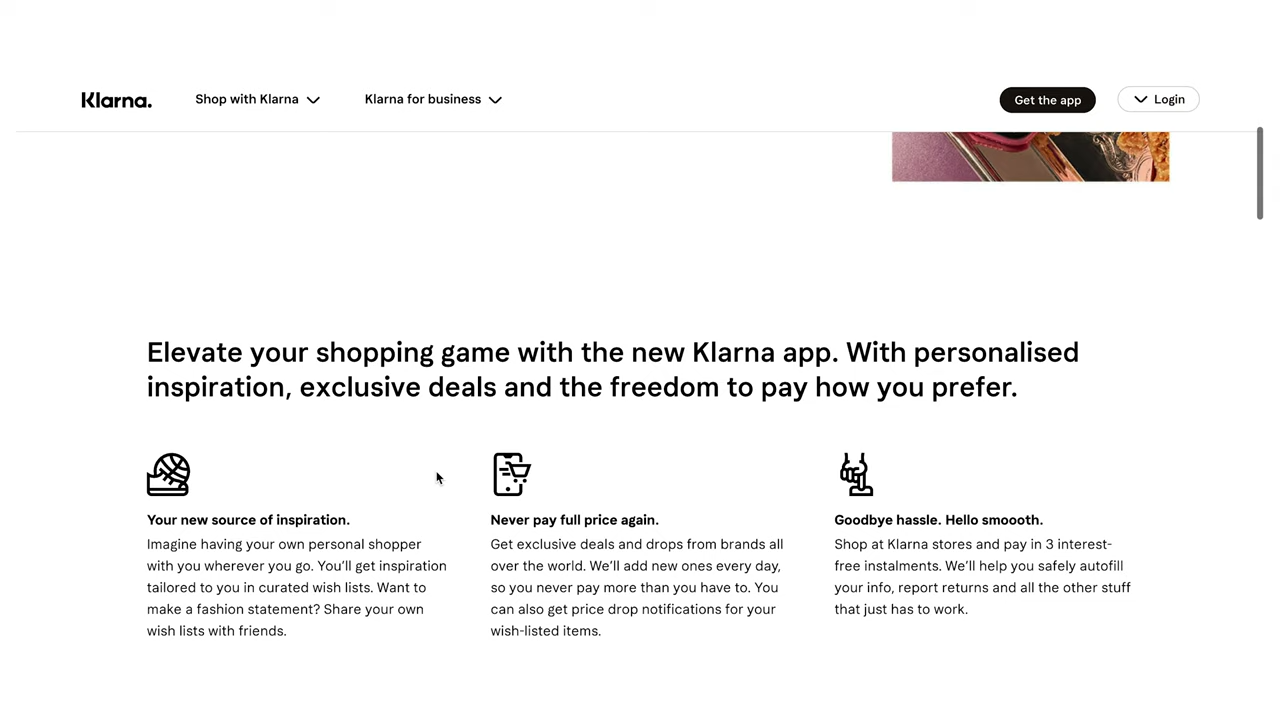 Klarna.
Shop with Klarna
Klarna for business
Get the app
Login
Elevate your shopping game with the new Klarna app. With personalised
inspiration, exclusive deals and the freedom to pay how you prefer.
Your new source of inspiration.
Imagine having your own personal shopper
with you wherever you go. You’ll get inspiration
tailored to you in curated wish lists. Want to
make a fashion statement? Share your own
wish lists with friends.
Never pay full price again.
Get exclusive deals and drops from brands all
over the world. We’ll add new ones every day,
so you never pay more than you have to. You
can also get price drop notifications for your
wish-listed items.
Goodbye hassle. Hello smoooth.
Shop at Klarna stores and pay in 3 interest-
free instalments. We’ll help you safely autofill
your info, report returns and all the other stuff
that just has to work.